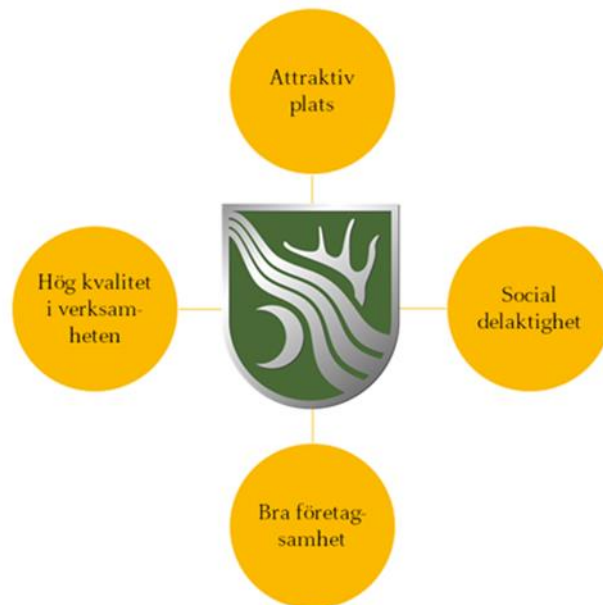 Attraktiv
plats
Hög kvalitet
i verksam-
heten
Social
delaktighet
Bra företag-
samhet